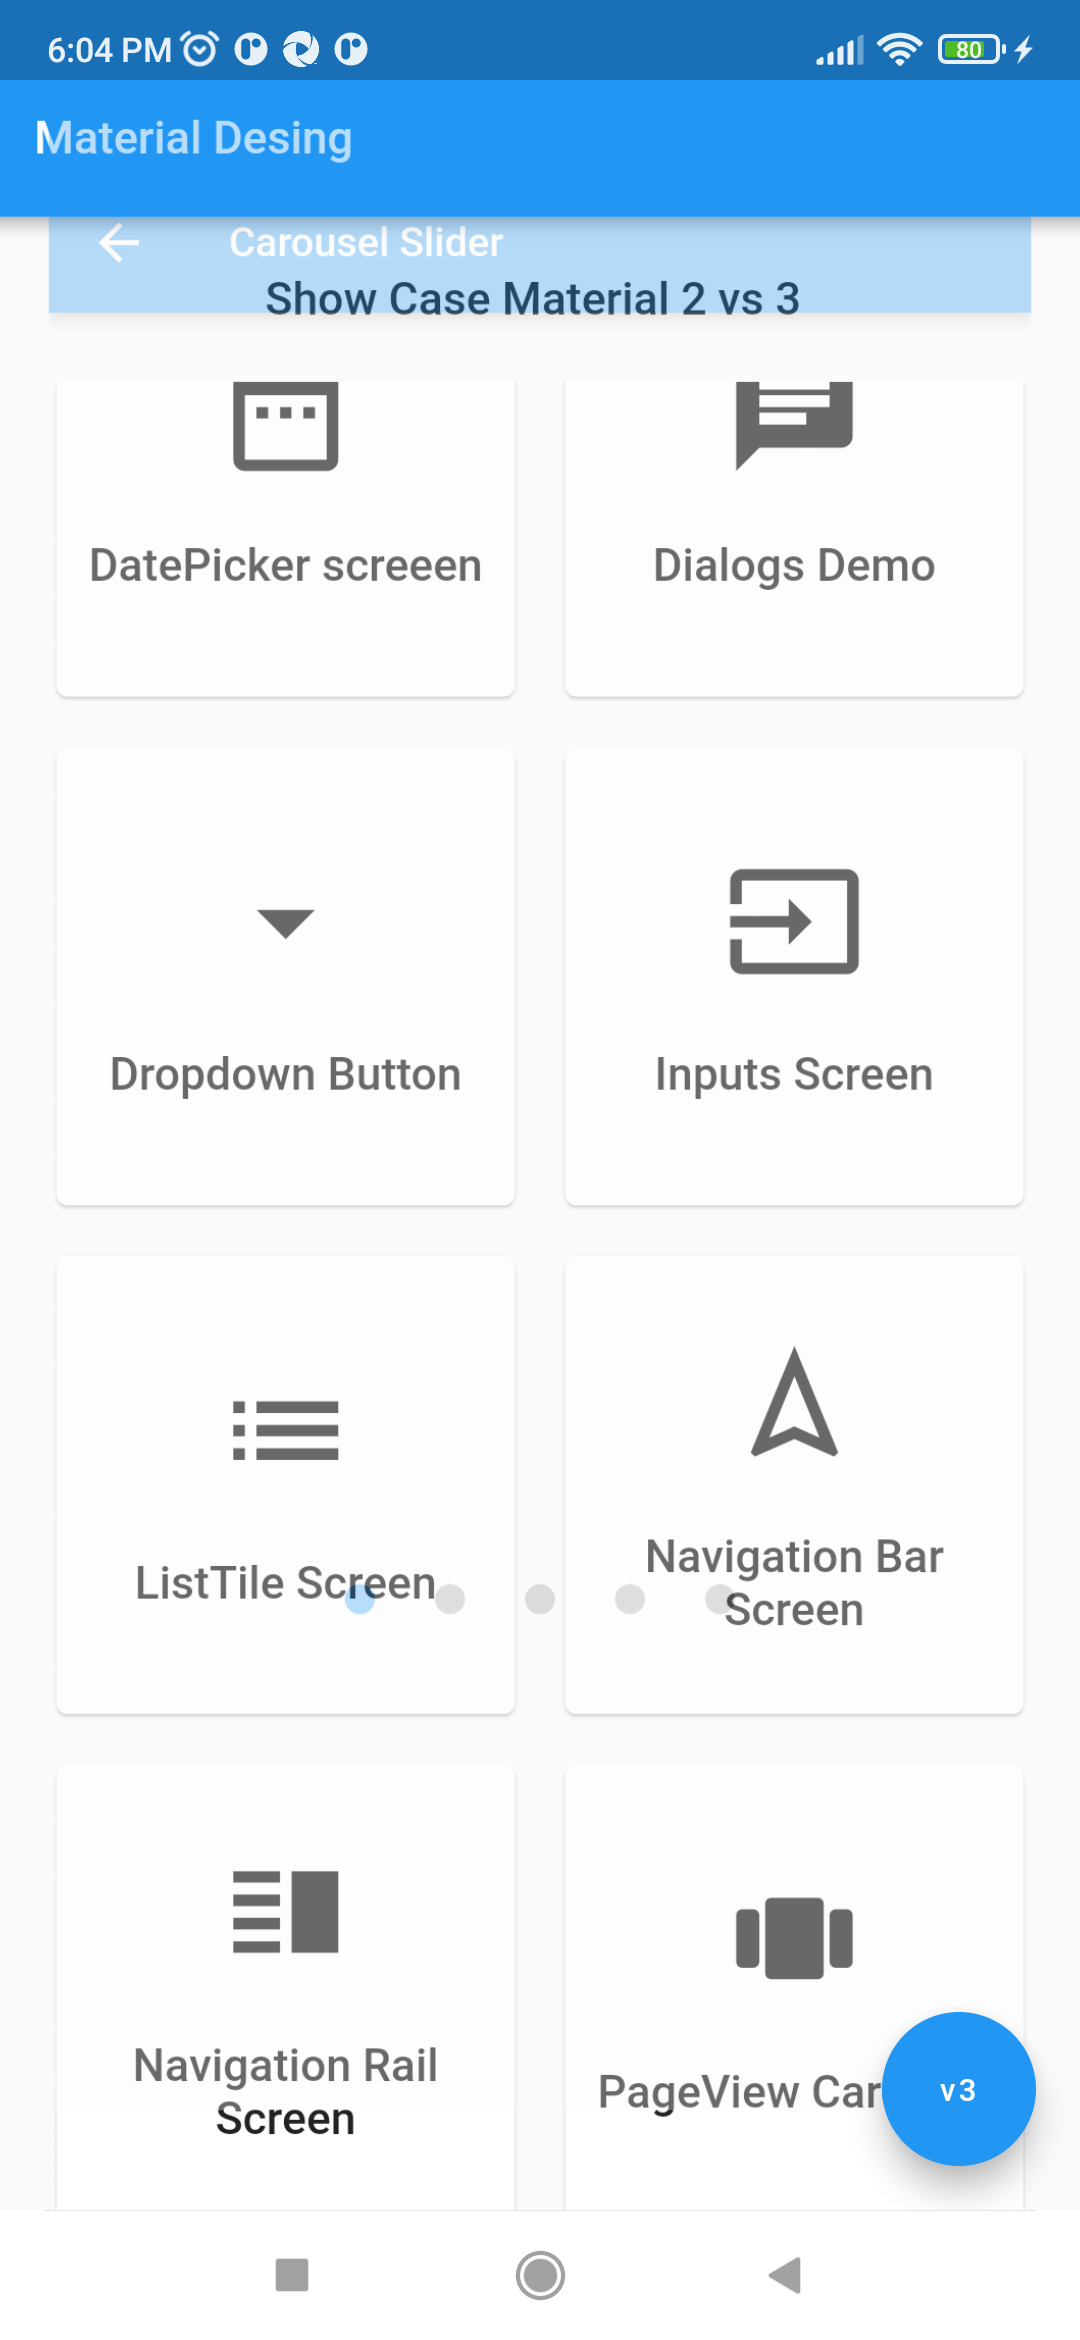 6:04 PM
80
Material Desing
Carousel Slider
Show Case Material 2 vs 3
DatePicker screeen
Dialogs Demo
Dropdown Button
Inputs Screen
ListTile Screen
Navigation Bar
Screen
Navigation Rail
Screen
PageView Car
v3